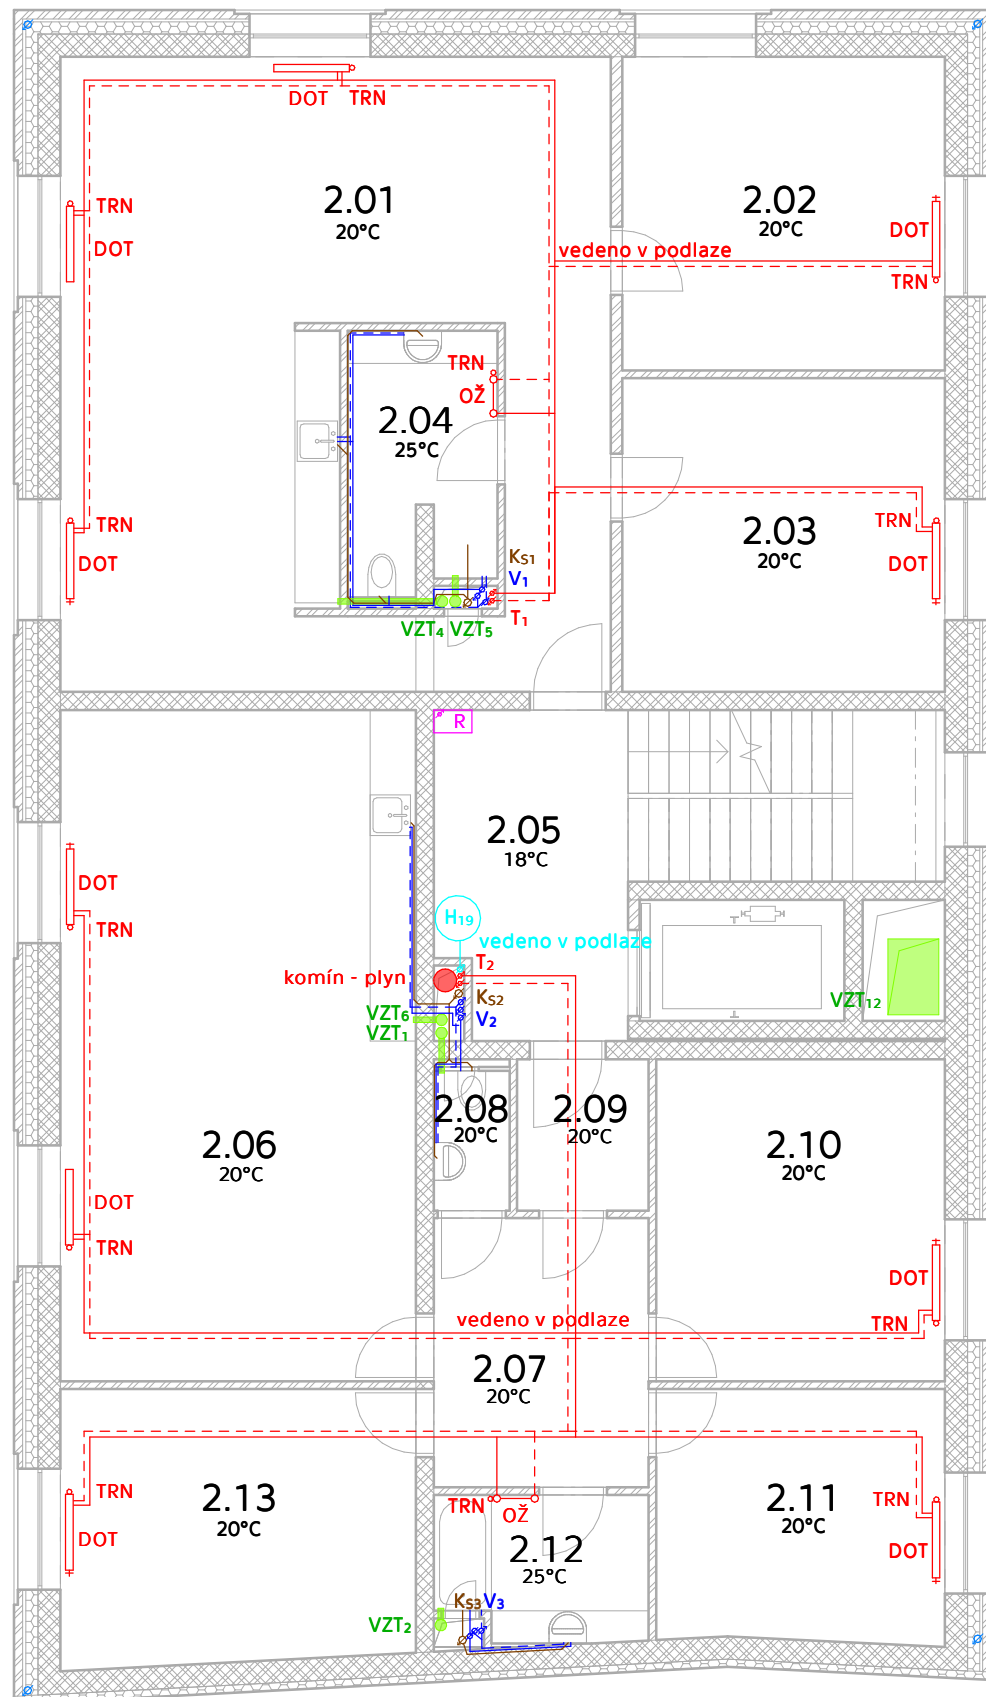 DOT TRN
TRN
2.01
20°C
DOT
2.02
20°C
DOT
vedeno v podlaze
TRN
TRN
OŽ
2.04
25°C
TRN
DOT
2.03
20°C
TRN
DOT
KS1
V1
T1
VZT4 VZT5
R
2.05
18°C
DOT
TRN
H19
vedeno v podlaze
T2
komín - plyn
KS2
V2
VZT6
VZT1
VZT12
2.08
20°C
2.09
20°C
2.06
20°C
2.10
20°C
DOT
TRN
DOT
TRN
vedeno v podlaze
2.07
20°C
TRN
DOT
2.13
20°C
TRN
OŽ
2.12
25°C
2.11
20°C
TRN
DOT
KS3 V3
VZT2